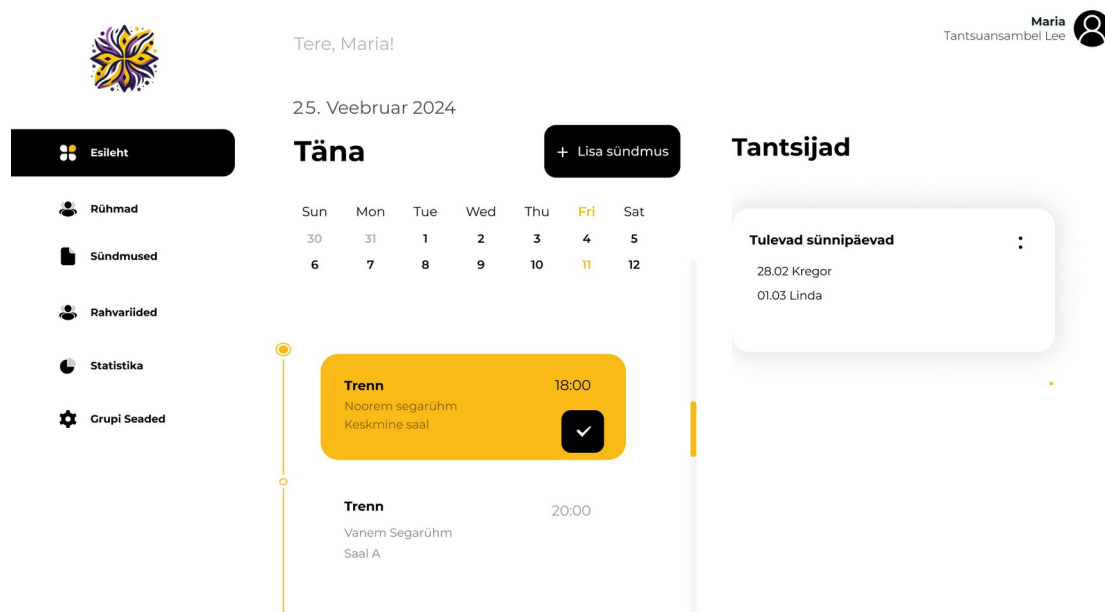 Maria
Tantsuansambel Lee
Tere, Maria!
25. Veebruar 2024
Esileht
Rühmad
Sündmused
Rahvariided
Statistika
Grupi Seaded
Täna
+ Lisa sündmus
Sun Mon Tue Wed Thu Fri Sat
30 31 1 2 3 4 5
6 7 8 9 10 11 12
Trenn 18:00
Noorem segarühm
Keskmine saal
Trenn 20:00
Vanem Segarühm
Saal A
Tantsijad
Tulevad sünnipäevad
28.02 Kregor
01.03 Linda